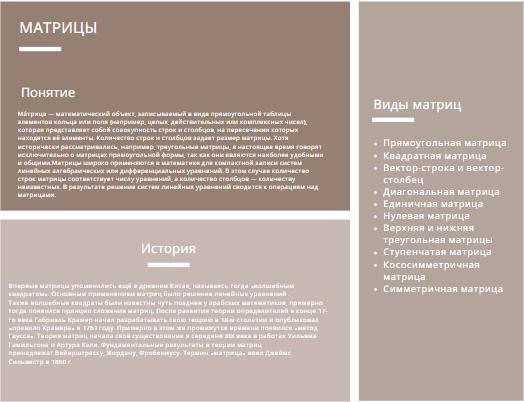 МАТРИЦЫ
Понятие
Ма́трица — математический объект, записываемый в виде прямоугольной таблицы
элементов кольца или поля (например, целых, действительных или комплексных чисел),
которая представляет собой совокупность строк и столбцов, на пересечении которых
находятся её элементы. Количество строк и столбцов задает размер матрицы. Хотя
исторически рассматривались, например, треугольные матрицы, в настоящее время говорят
исключительно о матрицах прямоугольной формы, так как они являются наиболее удобными
и общими.Матрицы широко применяются в математике для компактной записи систем
линейных алгебраических или дифференциальных уравнений. В этом случае количество
строк матрицы соответствует числу уравнений, а количество столбцов — количеству
неизвестных. В результате решение систем линейных уравнений сводится к операциям над
матрицами.
История
Впервые матрицы упоминались ещё в древнем Китае, называясь тогда «волшебным
квадратом». Основным применением матриц было решение линейных уравнений .
Также волшебные квадраты были известны чуть позднее у арабских математиков, примерно
тогда появился принцип сложения матриц. После развития теории определителей в конце 17-
го века Габриэль Крамер начал разрабатывать свою теорию в 18-м столетии и опубликовал
«правило Крамера» в 1751 году. Примерно в этом же промежутке времени появился «метод
Гаусса». Теория матриц начала своё существование в середине XIX века в работах Уильяма
Гамильтона и Артура Кэли. Фундаментальные результаты в теории матриц
принадлежат Вейерштрассу, Жордану, Фробениусу. Термин «матрица» ввел Джеймс
Сильвестр в 1850 г.
Виды матриц
• Прямоугольная матрица
• Квадратная матрица
• Вектор-строка и вектор-
столбец
• Диагональная матрица
• Единичная матрица
• Нулевая матрица
• Верхняя и нижняя
треугольная матрицы
• Ступенчатая матрица
• Кососимметричная
матрица
• Симметричная матрица